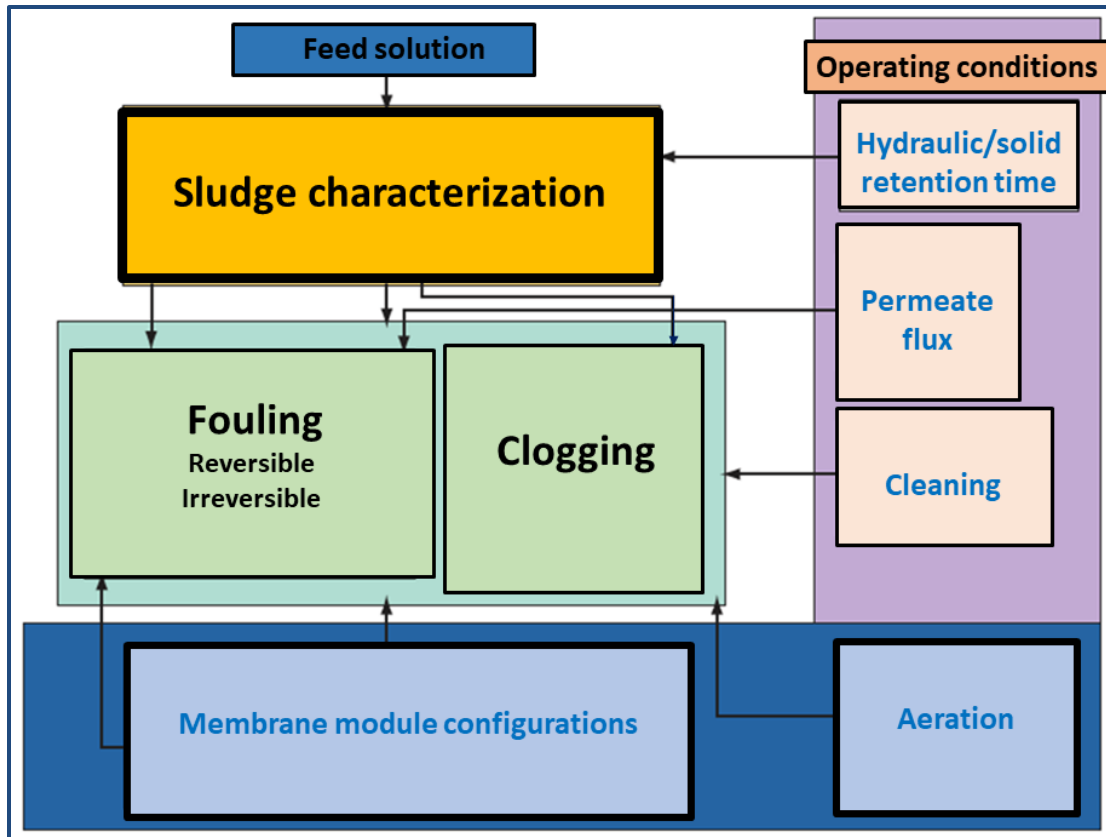 Feed solution
Operating conditions
Hydraulic/solid
retention time
Sludge characterization
Permeate
flux
Fouling
Reversible
Irreversible
Clogging
Cleaning
Membrane module configurations
Aeration